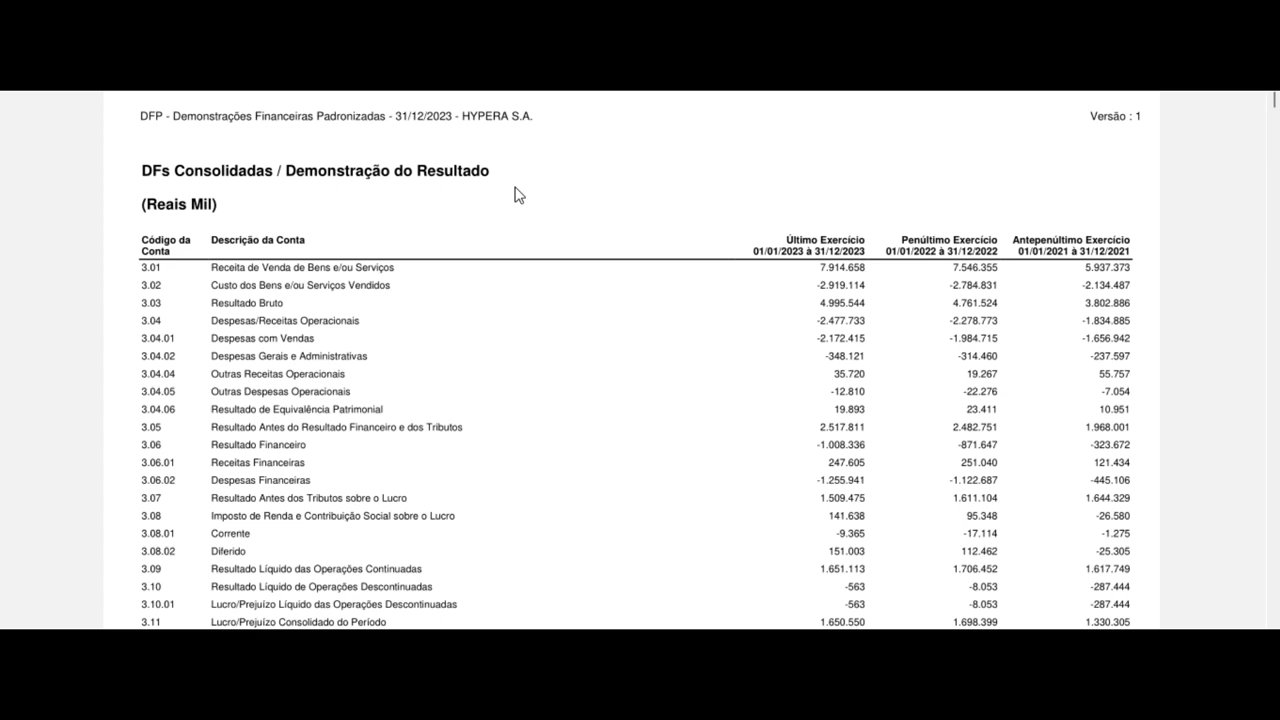 DFP - Demonstrações Financeiras Padronizadas - 31/12/2023 - HYPERA S.A. Versão : 1
DFs Consolidadas / Demonstração do Resultado
(Reais Mil)
Código da Conta Descrição da Conta Último Exercício 01/01/2023 à 31/12/2023 Penúltimo Exercício 01/01/2022 à 31/12/2022 Antepenúltimo Exercício 01/01/2021 à 31/12/2021
3.01 Receita de Venda de Bens e/ou Serviços 7.914.658 7.546.355 5.937.373
3.02 Custo dos Bens e/ou Serviços Vendidos -2.919.114 -2.784.831 -2.134.487
3.03 Resultado Bruto 4.995.544 4.761.524 3.802.886
3.04 Despesas/Receitas Operacionais -2.477.733 -2.278.773 -1.834.885
3.04.01 Despesas com Vendas -2.172.415 -1.984.715 -1.656.942
3.04.02 Despesas Gerais e Administrativas -348.121 -314.460 -237.597
3.04.04 Outras Receitas Operacionais 35.720 19.267 55.757
3.04.05 Outras Despesas Operacionais -12.810 -22.276 -7.054
3.04.06 Resultado de Equivalência Patrimonial 19.893 23.411 10.951
3.05 Resultado Antes do Resultado Financeiro e dos Tributos 2.517.811 2.482.751 1.968.001
3.06 Resultado Financeiro -1.008.336 -871.647 -323.672
3.06.01 Receitas Financeiras 247.605 251.040 121.434
3.06.02 Despesas Financeiras -1.255.941 -1.122.687 -445.106
3.07 Resultado Antes dos Tributos sobre o Lucro 1.509.475 1.611.104 1.644.329
3.08 Imposto de Renda e Contribuição Social sobre o Lucro 141.638 95.348 -26.580
3.08.01 Corrente -9.365 -17.114 -1.275
3.08.02 Diferido 151.003 112.462 -25.305
3.09 Resultado Líquido das Operações Continuadas 1.651.113 1.706.452 1.617.749
3.10 Resultado Líquido de Operações Descontinuadas -563 -8.053 -287.444
3.10.01 Lucro/Prejuízo Líquido das Operações Descontinuadas -563 -8.053 -287.444
3.11 Lucro/Prejuízo Consolidado do Período 1.650.550 1.698.399 1.330.305